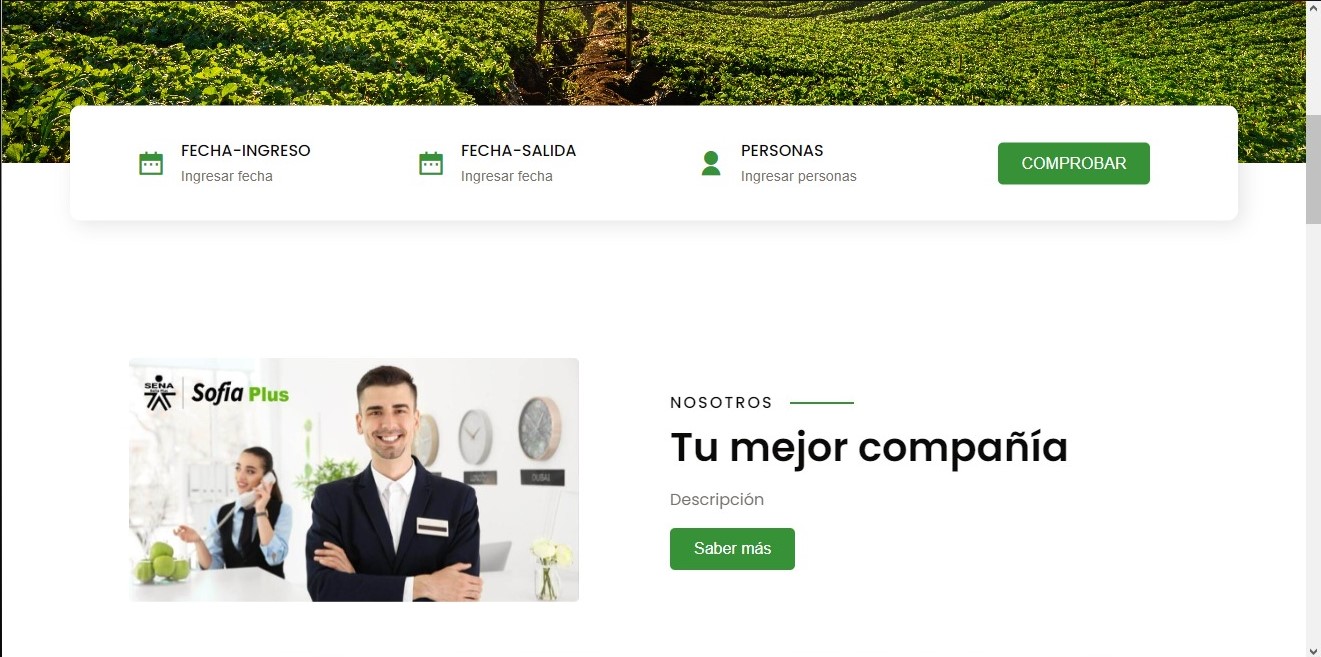 FECHA-INGRESO
Ingresar fecha
FECHA-SALIDA
Ingresar fecha
PERSONAS
Ingresar personas
COMPROBAR
SENA
Sofia Plus
DUBAI
NOSOTROS
Tu mejor compañía
Descripción
Saber más